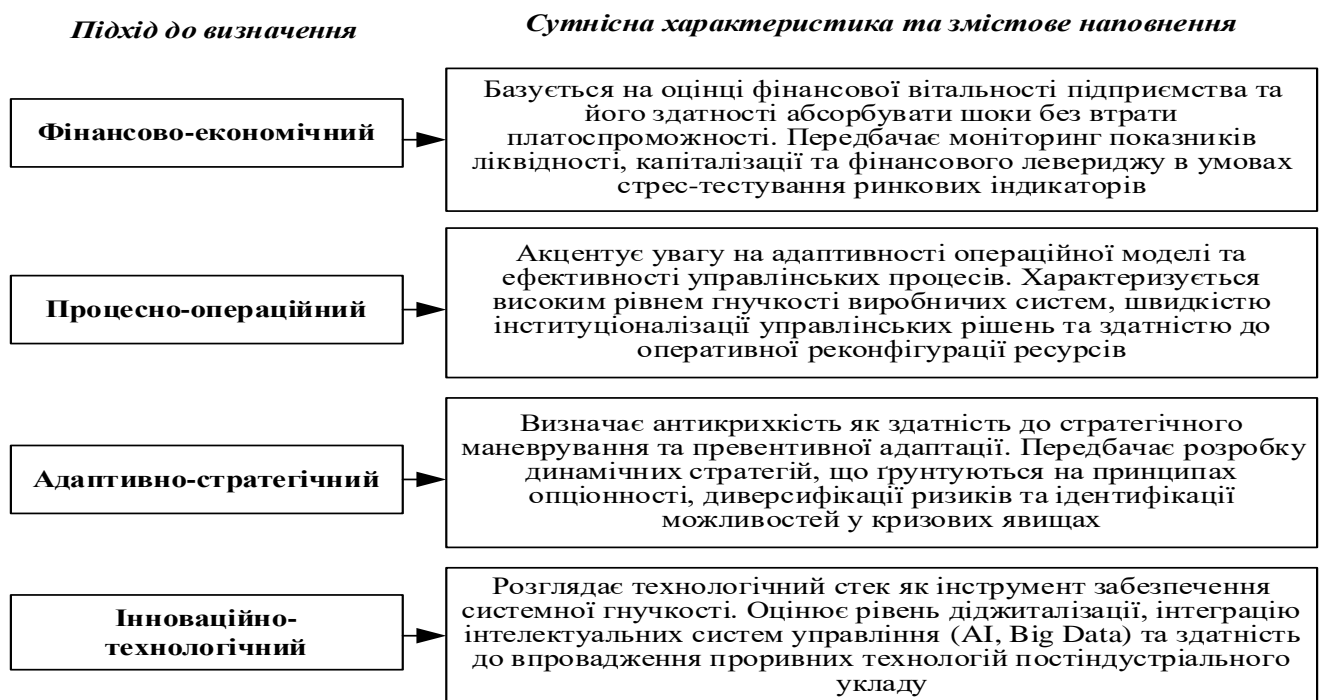 Підхід до визначення
Сутнісна характеристика та змістове наповнення
Фінансово-економічний
Базується на оцінці фінансової вітальності підприємства та
його здатності абсорбувати шоки без втрати
платоспроможності. Передбачає моніторинг показників
ліквідності, капіталізації та фінансового левериджу в умовах
стрес-тестування ринкових індикаторів
Процесно-операційний
Акцентує увагу на адаптивності операційної моделі та
ефективності управлінських процесів. Характеризується
високим рівнем гнучкості виробничих систем, швидкістю
інституціоналізації управлінських рішень та здатністю до
оперативної реконфігурації ресурсів
Адаптивно-стратегічний
Визначає антикрихкість як здатність до стратегічного
маневрування та превентивної адаптації. Передбачає розробку
динамічних стратегій, що ґрунтуються на принципах
опціонності, диверсифікації ризиків та ідентифікації
можливостей у кризових явищах
Інноваційно-
технологічний
Розглядає технологічний стек як інструмент забезпечення
системної гнучкості. Оцінює рівень діджиталізації, інтеграцію
інтелектуальних систем управління (AI, Big Data) та здатність
до впровадження проривних технологій постіндустріального
укладу